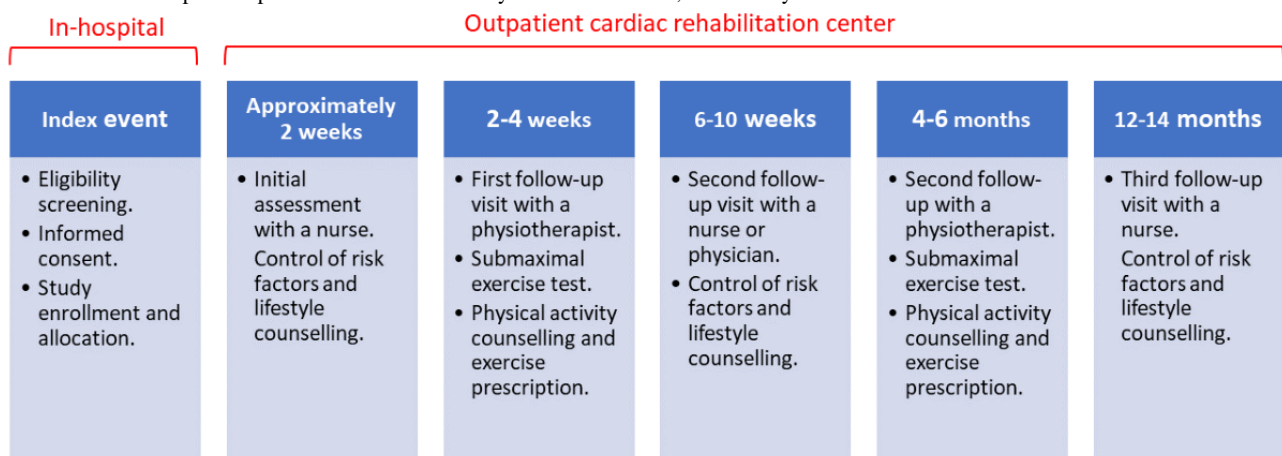 In-hospital
Outpatient cardiac rehabilitation center
Index event
• Eligibility
screening.
• Informed
consent.
• Study
enrollment and
allocation.
Approximately
2 weeks
• Initial
assessment
with a nurse.
Control of risk
factors and
lifestyle
counselling.
2-4 weeks
• First follow-up
visit with a
physiotherapist.
• Submaximal
exercise test.
• Physical activity
counselling and
exercise
prescription.
6-10 weeks
• Second follow-
up visit with a
nurse or
physician.
• Control of risk
factors and
lifestyle
counselling.
4-6 months
• Second follow-
up with a
physiotherapist.
• Submaximal
exercise test.
• Physical activity
counselling and
exercise
prescription.
12-14 months
• Third follow-up
visit with a
nurse.
Control of risk
factors and
lifestyle
counselling.